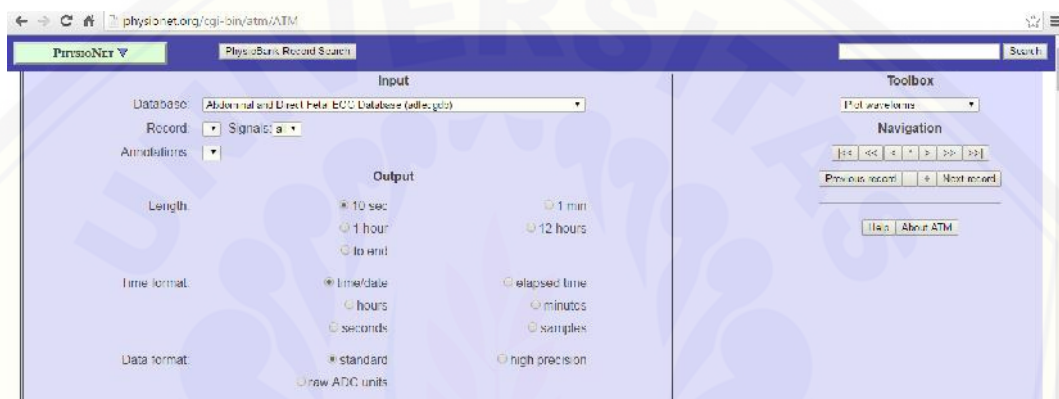 physionet.org/cgi-bin/atm/ATM
PhysioNet
PhysioBank Record Search
Search
Input
Toolbox
Database: Abdominal and Direct Fetal ECG Database (adfecgdb)
Plot waveforms
Record: Signals: all
Navigation
Annotations:
|<< << < * > >> >>|
Output
Previous record + Next record
Length: 10 sec 1 min
1 hour 12 hours
Help About ATM
to end
Time format: time/date elapsed time
hours minutes
seconds samples
Data format: standard high precision
raw ADC units
UNIVERSITAS